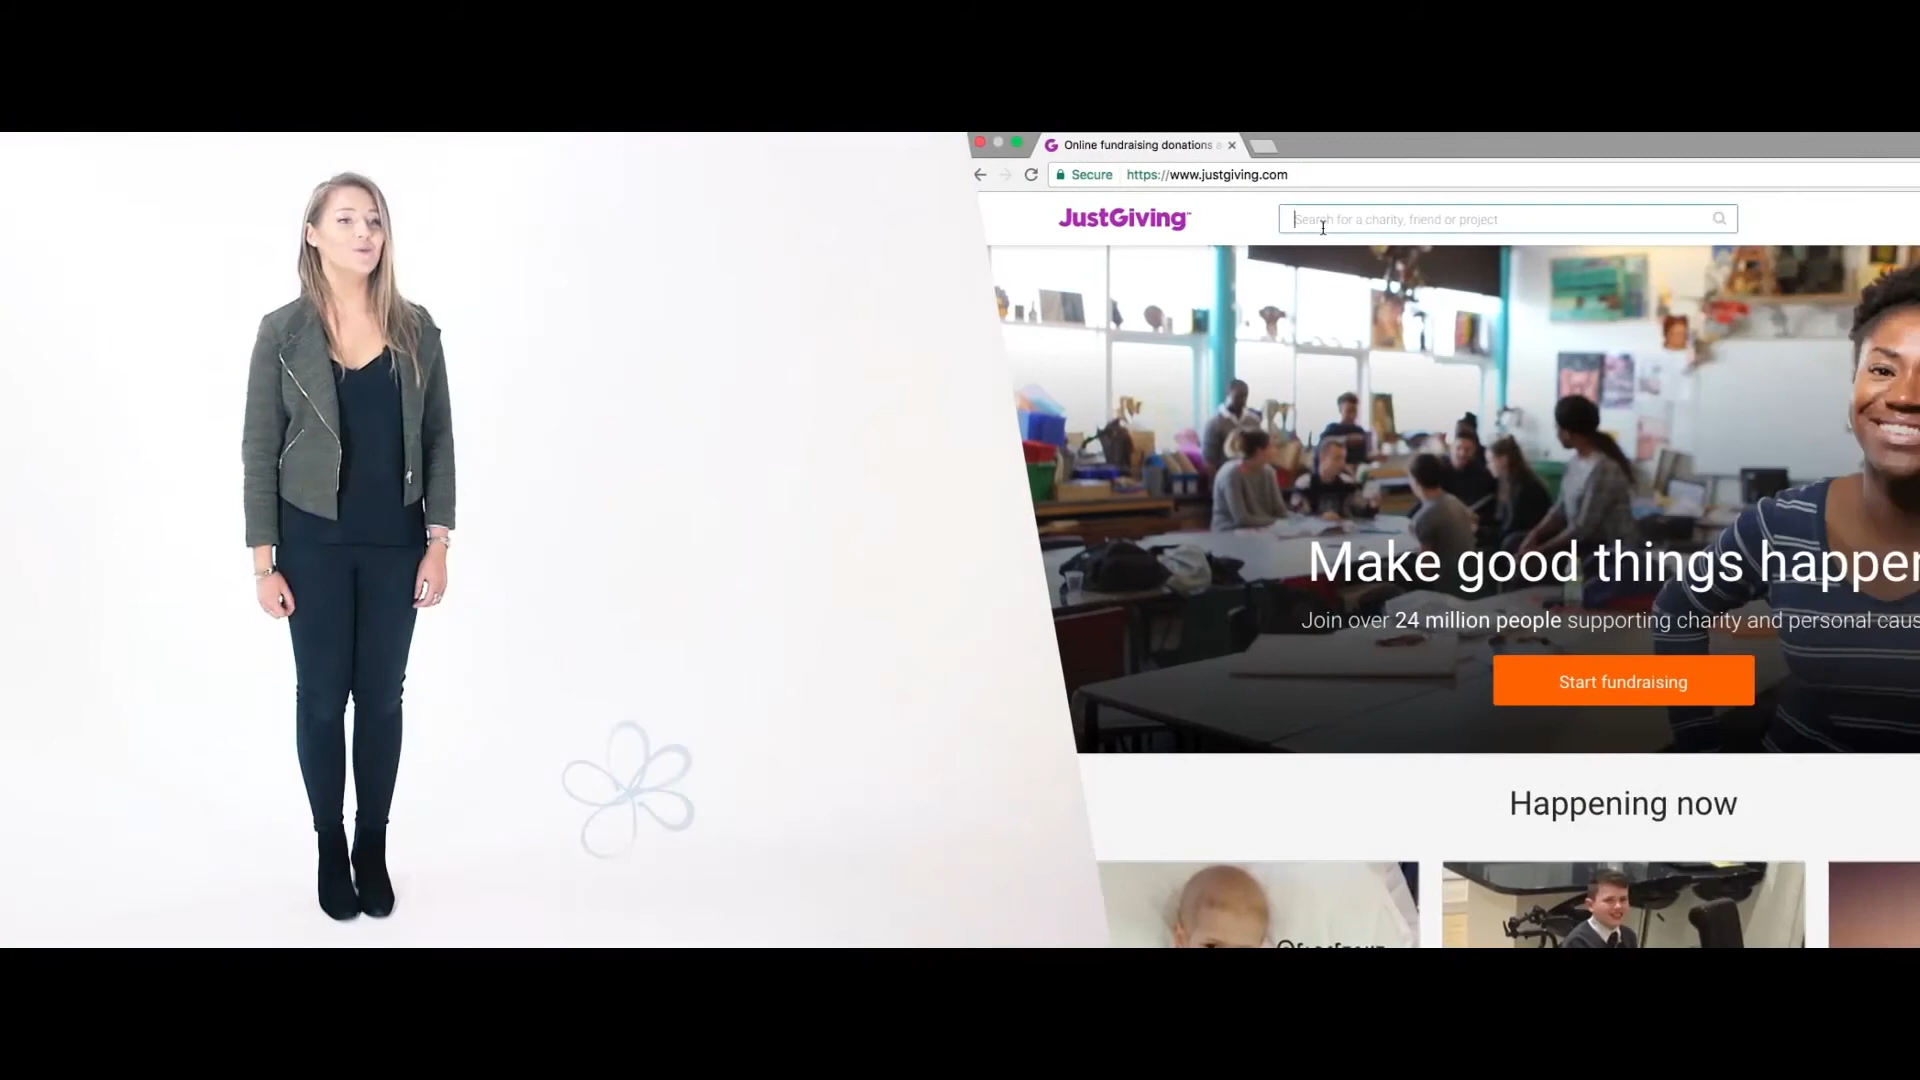 Online fundraising donations a
Secure https://www.justgiving.com
JustGiving™
Search for a charity, friend or project
Make good things happen
Join over 24 million people supporting charity and personal caus
Start fundraising
Happening now